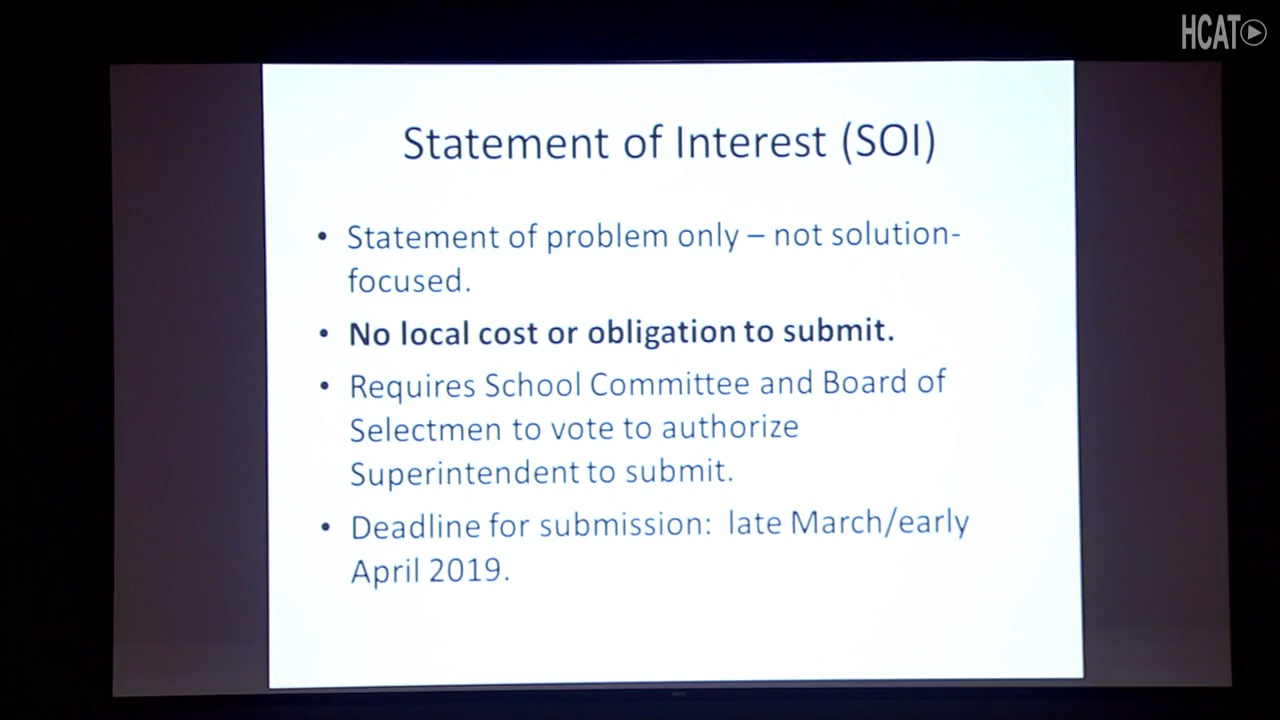 HCAT
Statement of Interest (SOI)
• Statement of problem only – not solution-
focused.
• No local cost or obligation to submit.
• Requires School Committee and Board of
Selectmen to vote to authorize
Superintendent to submit.
• Deadline for submission: late March/early
April 2019.